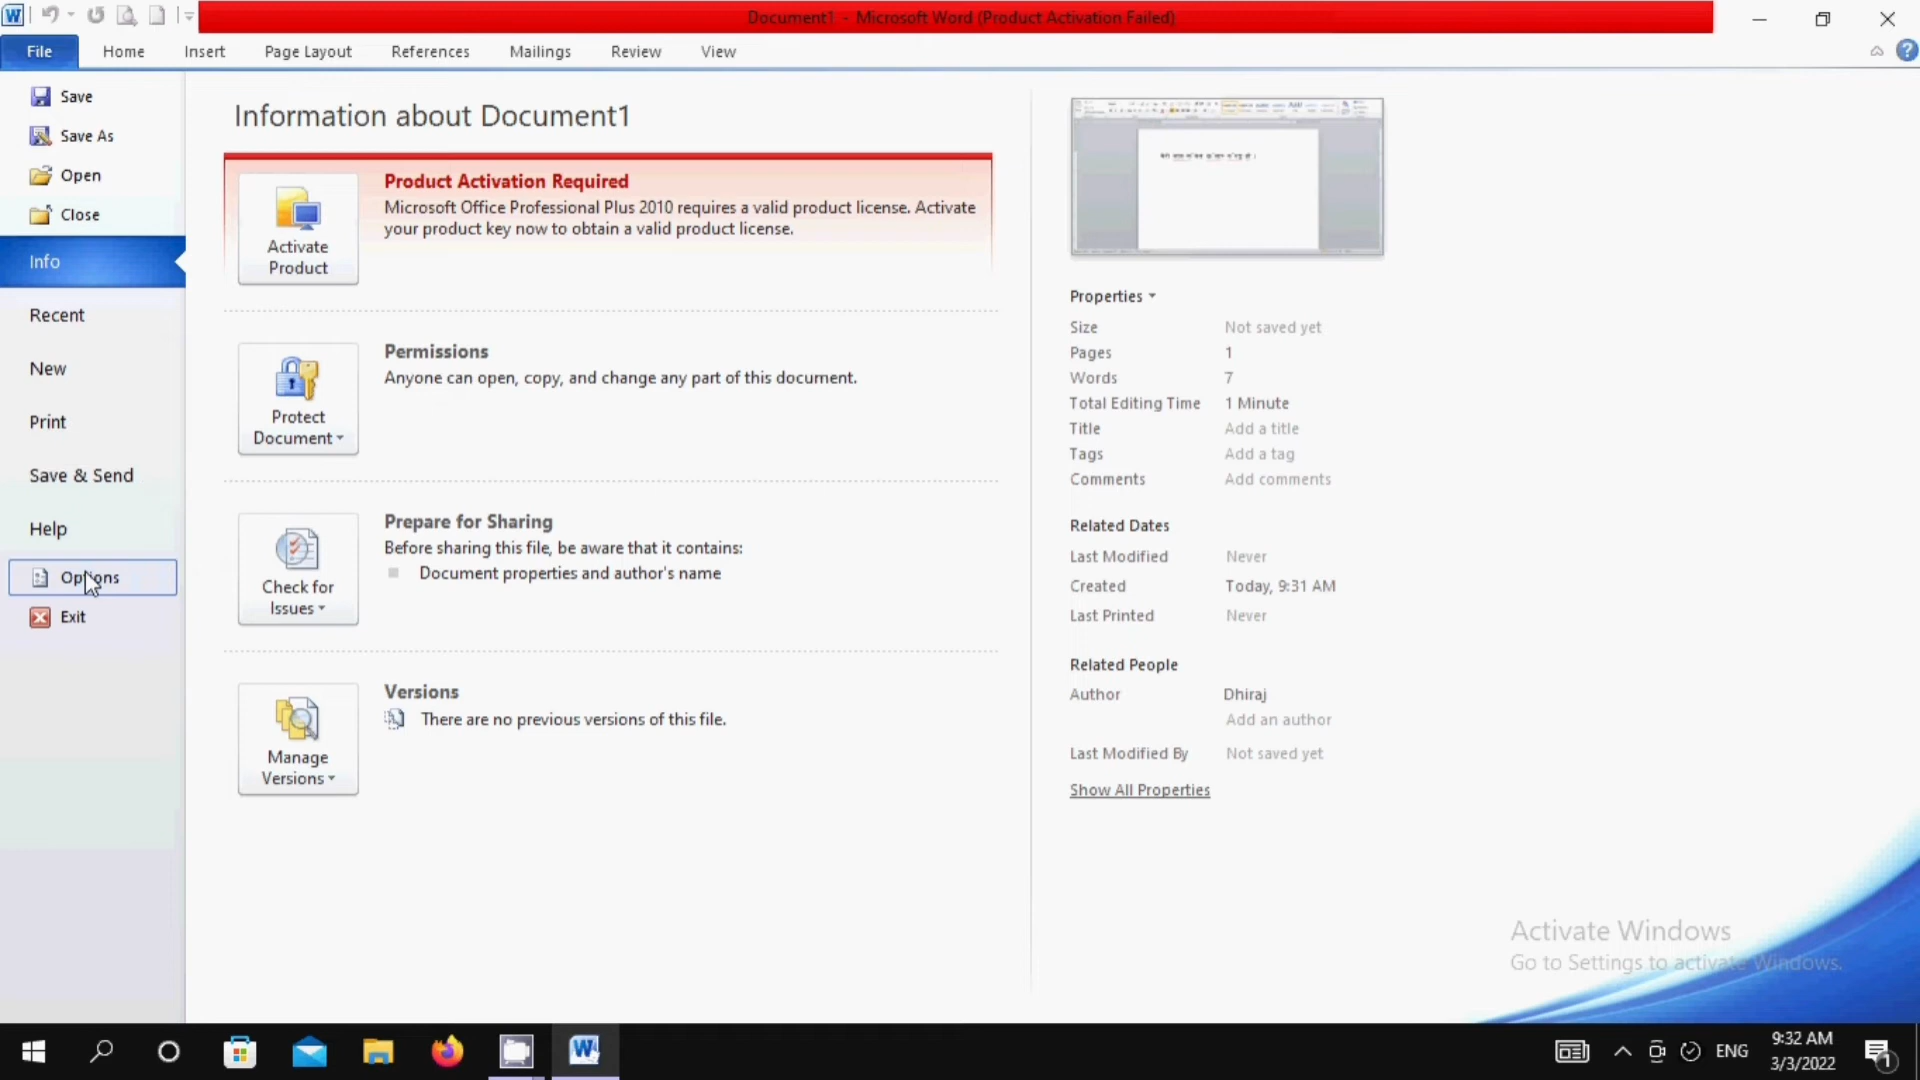 Document1 - Microsoft Word (Product Activation Failed)
File Home Insert Page Layout References Mailings Review View
Save
Save As
Open
Close
Info
Recent
New
Print
Save & Send
Help
Options
Exit
Information about Document1
Activate
Product
Product Activation Required
Microsoft Office Professional Plus 2010 requires a valid product license. Activate
your product key now to obtain a valid product license.
Protect
Document
Permissions
Anyone can open, copy, and change any part of this document.
Check for
Issues
Prepare for Sharing
Before sharing this file, be aware that it contains:
Document properties and author's name
Manage
Versions
Versions
There are no previous versions of this file.
Properties
Size Not saved yet
Pages 1
Words 7
Total Editing Time 1 Minute
Title Add a title
Tags Add a tag
Comments Add comments
Related Dates
Last Modified Never
Created Today, 9:31 AM
Last Printed Never
Related People
Author Dhiraj
Add an author
Last Modified By Not saved yet
Show All Properties
Activate Windows
Go to Settings to activate Windows.
ENG
9:32 AM
3/3/2022
1